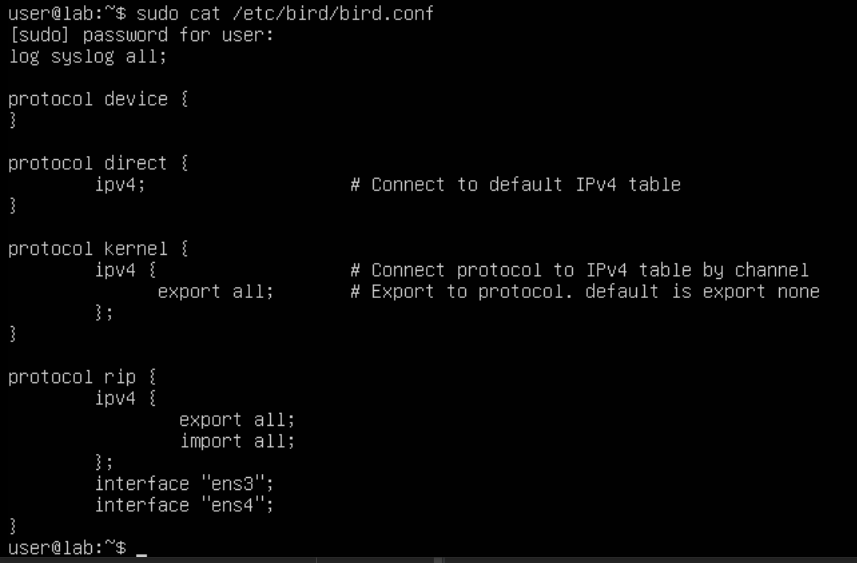 user@lab:~$ sudo cat /etc/bird/bird.conf
[sudo] password for user:
log syslog all;
protocol device {
}
protocol direct {
ipv4; # Connect to default IPv4 table
}
protocol kernel {
ipv4 { # Connect protocol to IPv4 table by channel
export all; # Export to protocol. default is export none
};
}
protocol rip {
ipv4 {
export all;
import all;
};
interface "ens3";
interface "ens4";
}
user@lab:~$ _